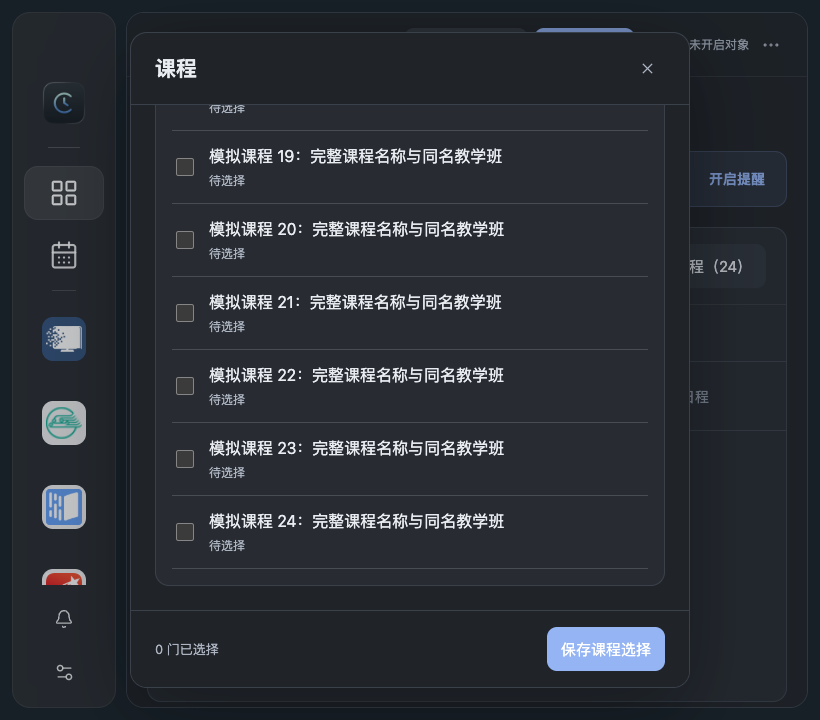 未开启对象
课程
待选择
模拟课程 19：完整课程名称与同名教学班
待选择
模拟课程 20：完整课程名称与同名教学班
待选择
开启提醒
模拟课程 21：完整课程名称与同名教学班
待选择
程（24）
模拟课程 22：完整课程名称与同名教学班
待选择
日程
模拟课程 23：完整课程名称与同名教学班
待选择
模拟课程 24：完整课程名称与同名教学班
待选择
0 门已选择
保存课程选择